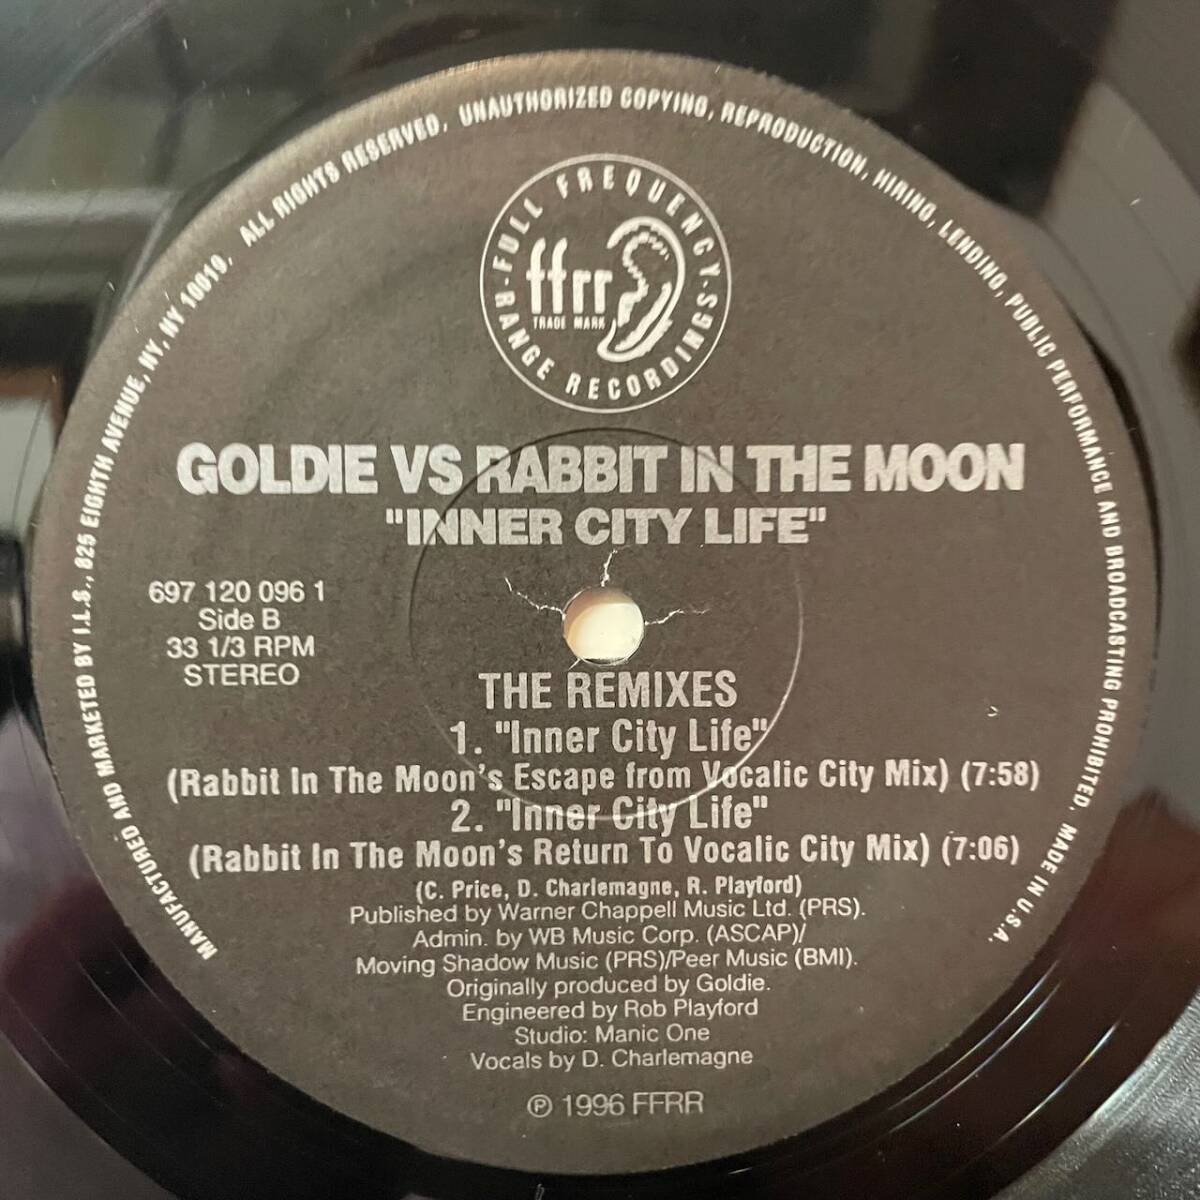 MANUFACTURED AND MARKETED BY I.L.S., 825 EIGHTH AVENUE, NY, NY 10019. ALL RIGHTS RESERVED. UNAUTHORIZED COPYING, REPRODUCTION, HIRING, LENDING, PUBLIC PERFORMANCE AND BROADCASTING PROHIBITED. MADE IN U.S.A.
· FULL FREQUENCY ·
ffrr
TRADE MARK
RANGE RECORDINGS
GOLDIE VS RABBIT IN THE MOON
"INNER CITY LIFE"
697 120 096 1
Side B
33 1/3 RPM
STEREO
THE REMIXES
1. "Inner City Life"
(Rabbit In The Moon's Escape from Vocalic City Mix) (7:58)
2. "Inner City Life"
(Rabbit In The Moon's Return To Vocalic City Mix) (7:06)
(C. Price, D. Charlemagne, R. Playford)
Published by Warner Chappell Music Ltd. (PRS).
Admin. by WB Music Corp. (ASCAP)/
Moving Shadow Music (PRS)/Peer Music (BMI).
Originally produced by Goldie.
Engineered by Rob Playford
Studio: Manic One
Vocals by D. Charlemagne
℗ 1996 FFRR